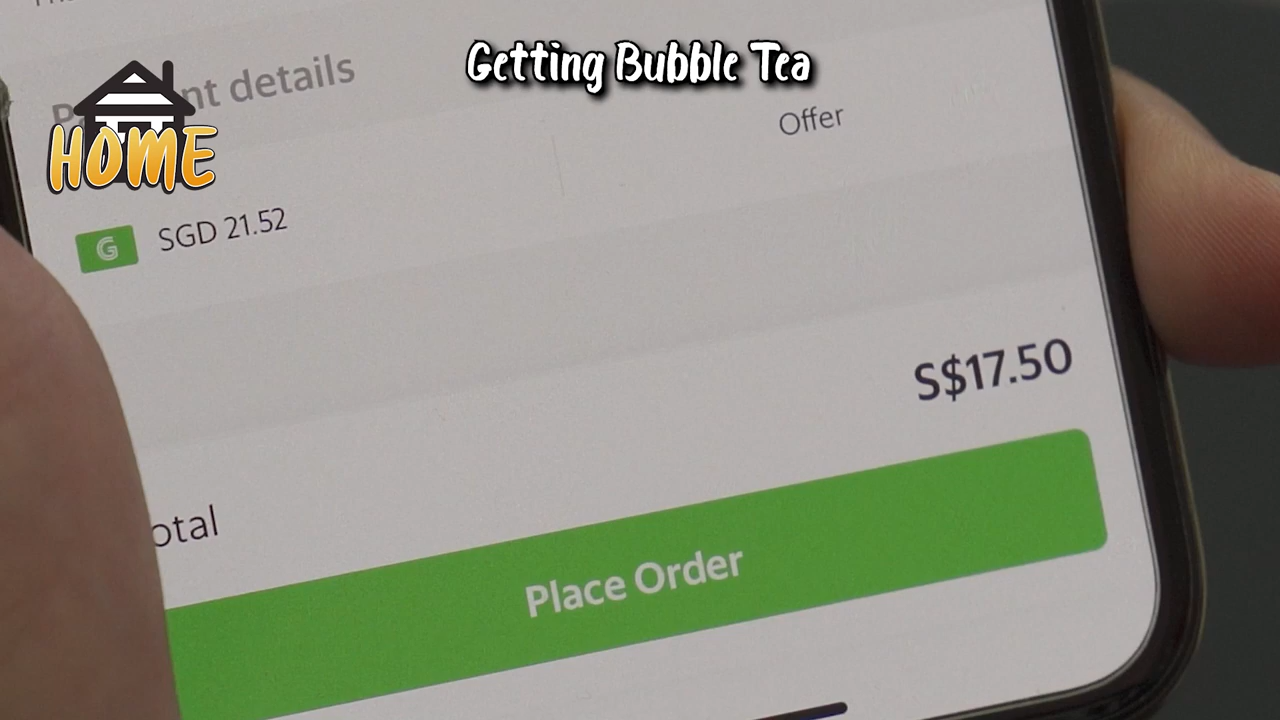 Getting Bubble Tea
nt details
HOME
Offer
G SGD 21.52
S$17.50
otal
Place Order